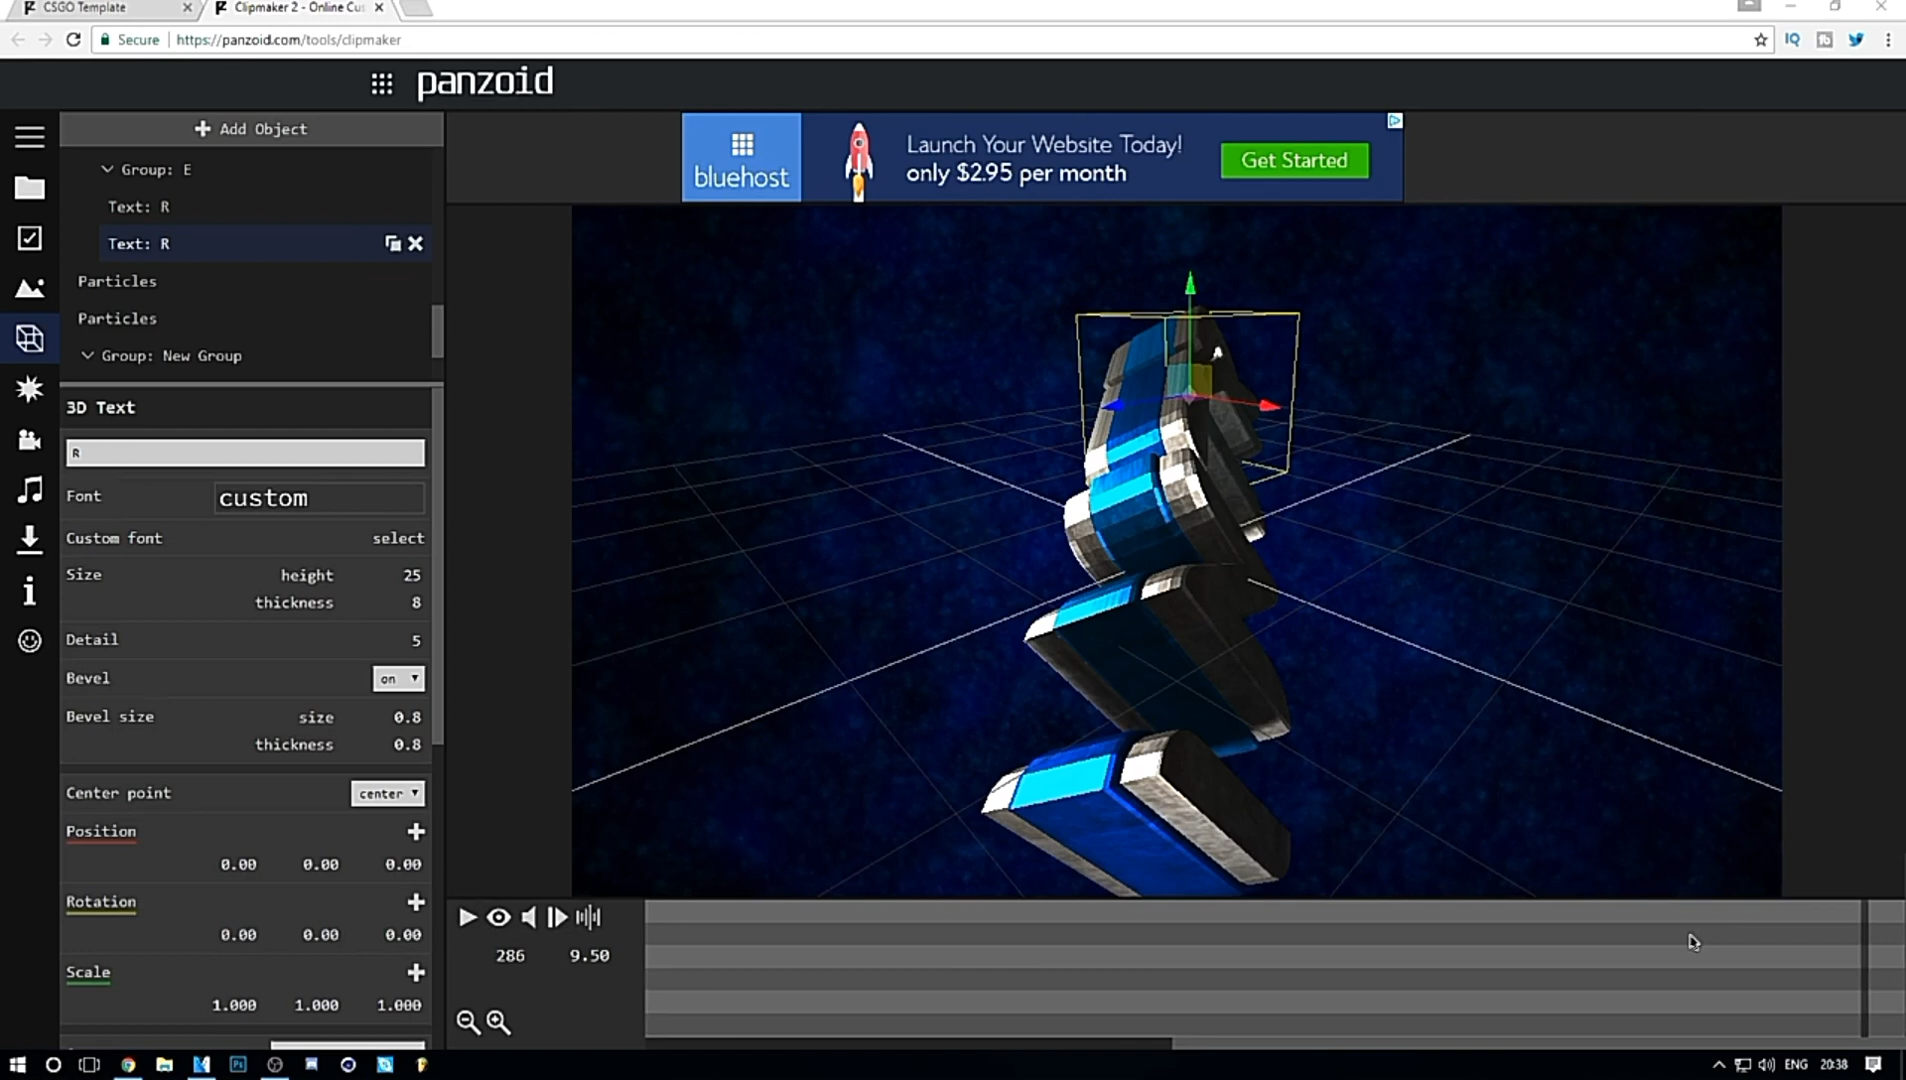 CSGO Template
Clipmaker 2 - Online Cus
Secure https://panzoid.com/tools/clipmaker
IQ
panzoid
Add Object
Group: E
Text: R
Text: R
Particles
Particles
Group: New Group
bluehost
Launch Your Website Today!
only $2.95 per month
Get Started
3D Text
R
Font custom
Custom font select
Size height 25
thickness 8
Detail 5
Bevel on
Bevel size size 0.8
thickness 0.8
Center point center
Position
0.00 0.00 0.00
Rotation
0.00 0.00 0.00
Scale
1.000 1.000 1.000
286 9.50
Ps
ENG 20:38